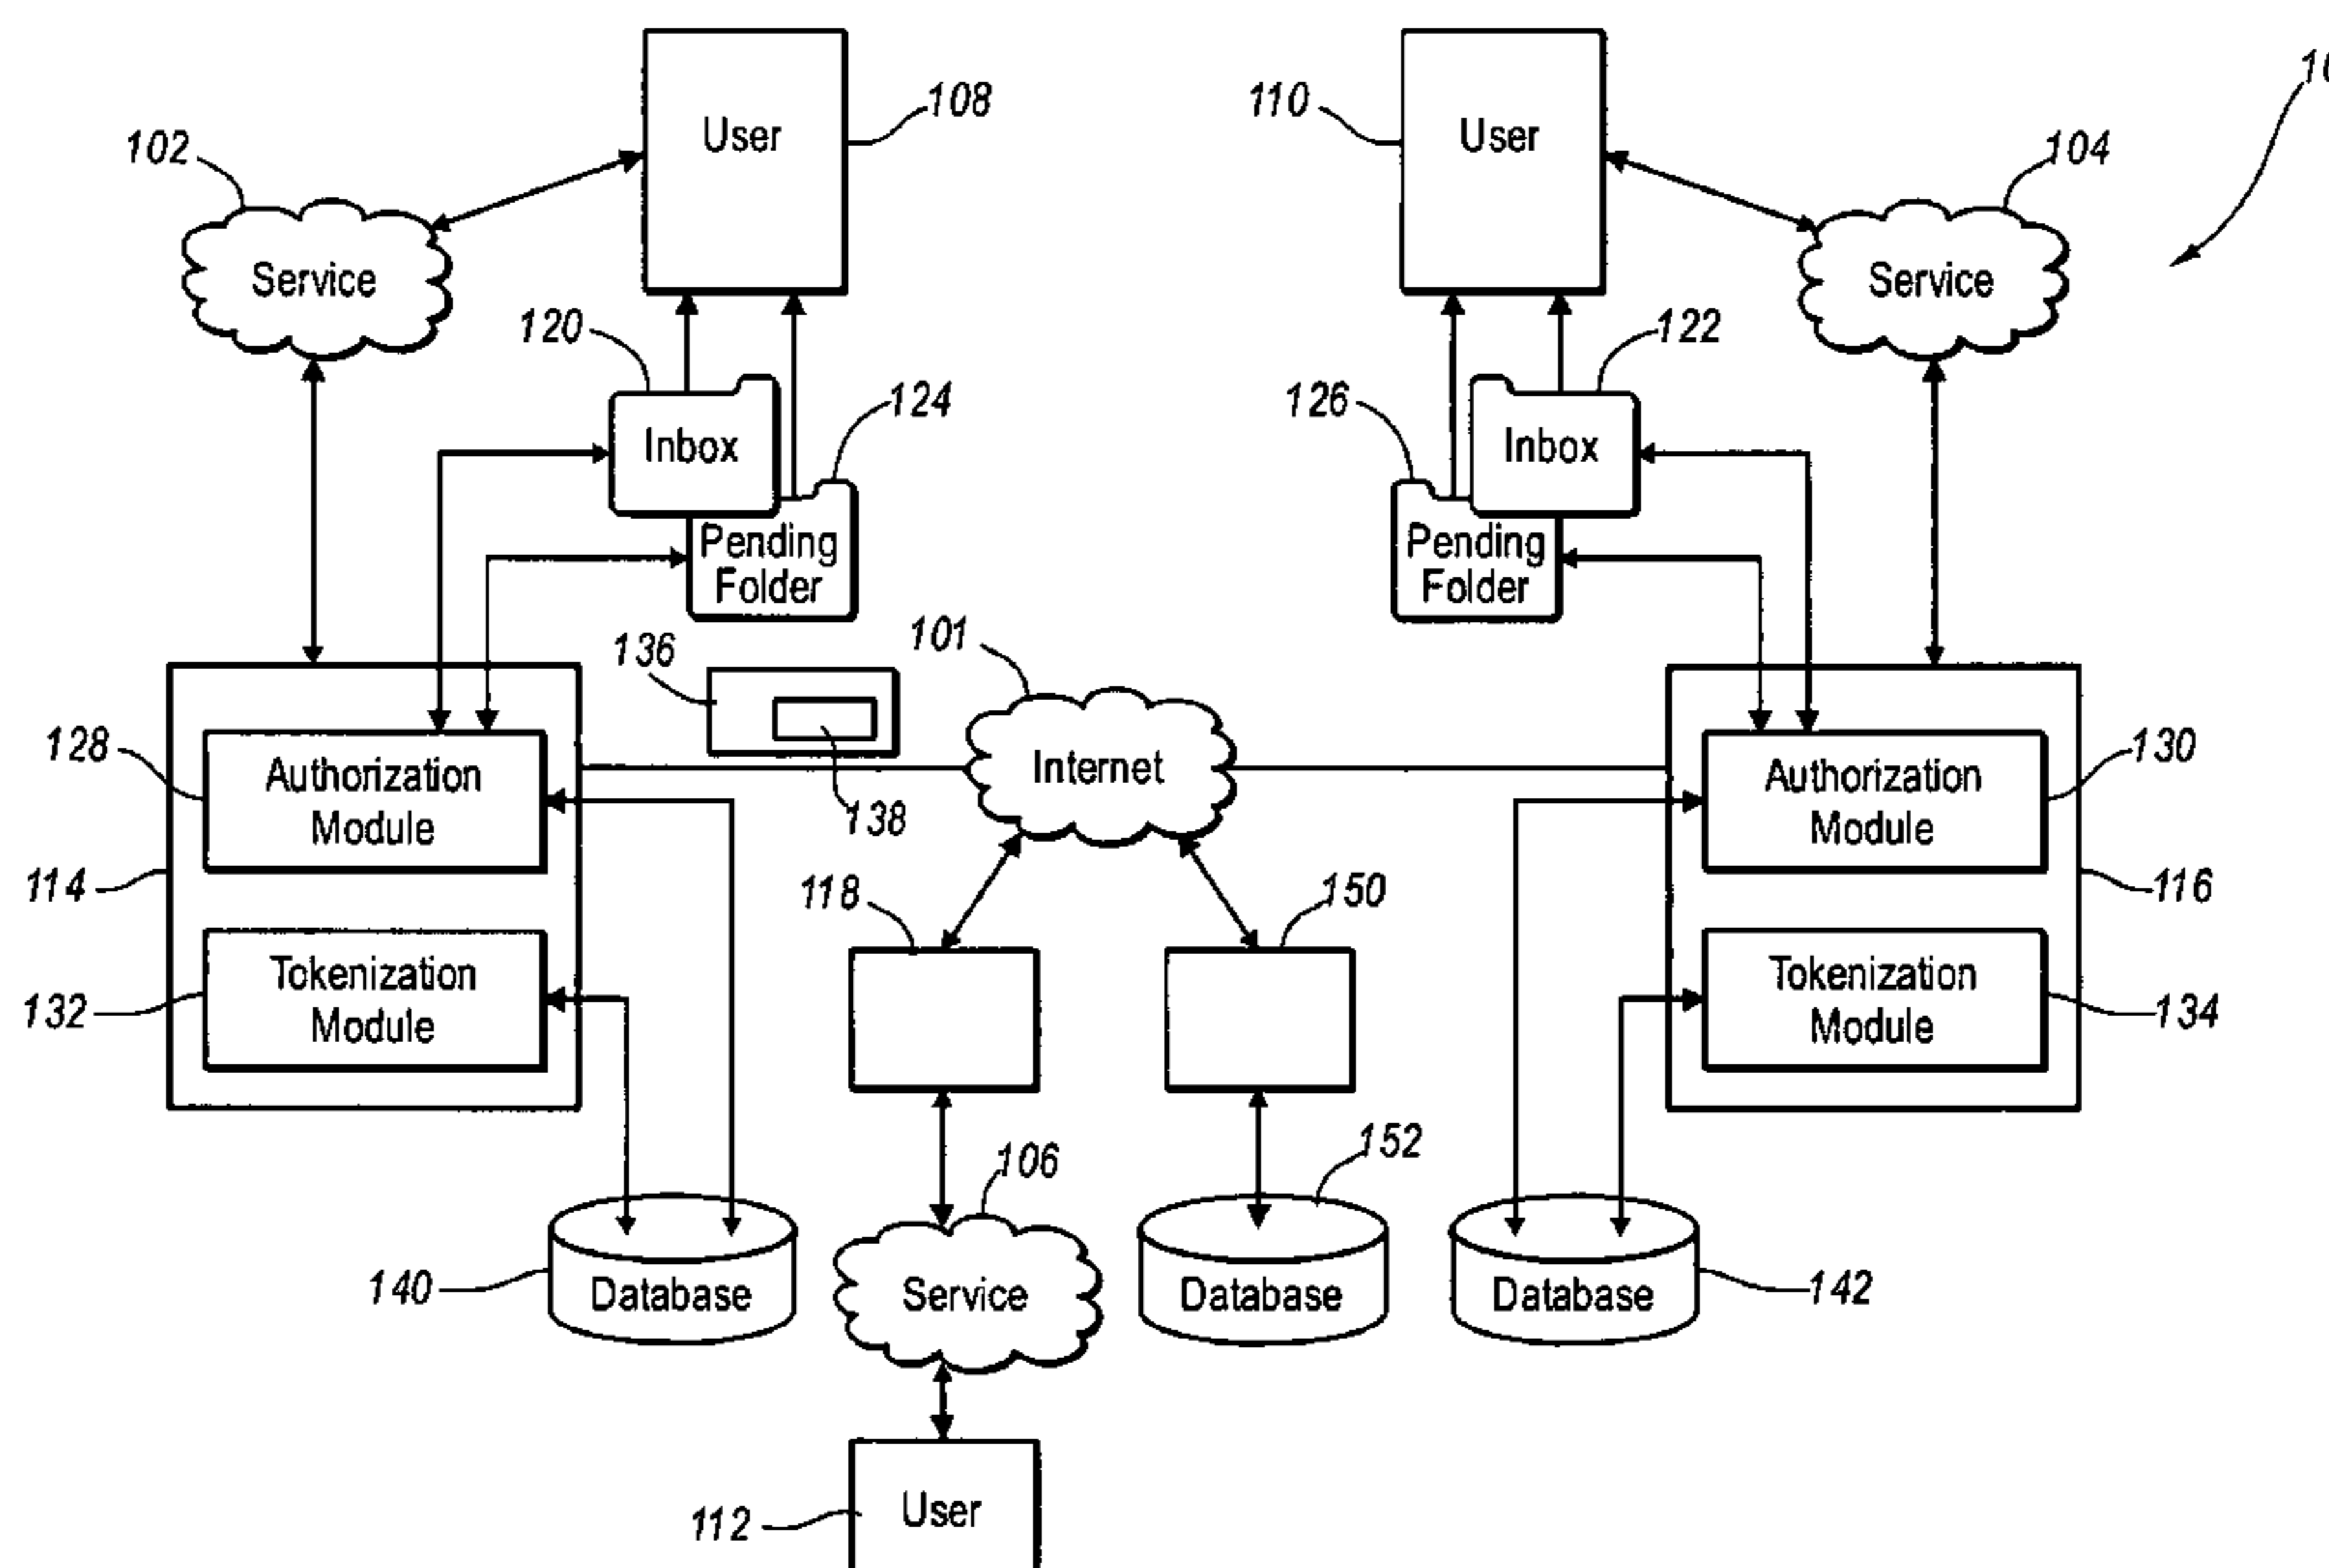 10
108
110
User
User
102
104
Service
Service
120
122
124
126
Inbox
Inbox
Pending
Folder
Pending
Folder
101
136
128
Authorization
Module
138
Internet
Authorization
Module
130
114
118
150
116
132
Tokenization
Module
Tokenization
Module
134
106
152
140
Database
Service
Database
Database
142
112
User